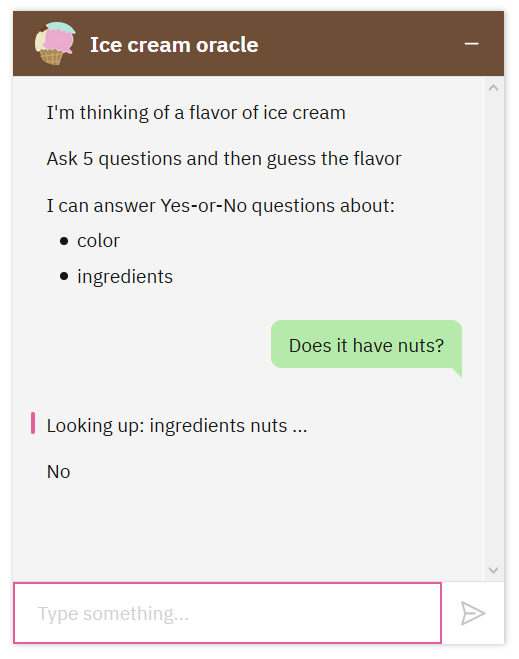 Ice cream oracle
I'm thinking of a flavor of ice cream
Ask 5 questions and then guess the flavor
I can answer Yes-or-No questions about:
color
ingredients
Does it have nuts?
Looking up: ingredients nuts ...
No
Type something...